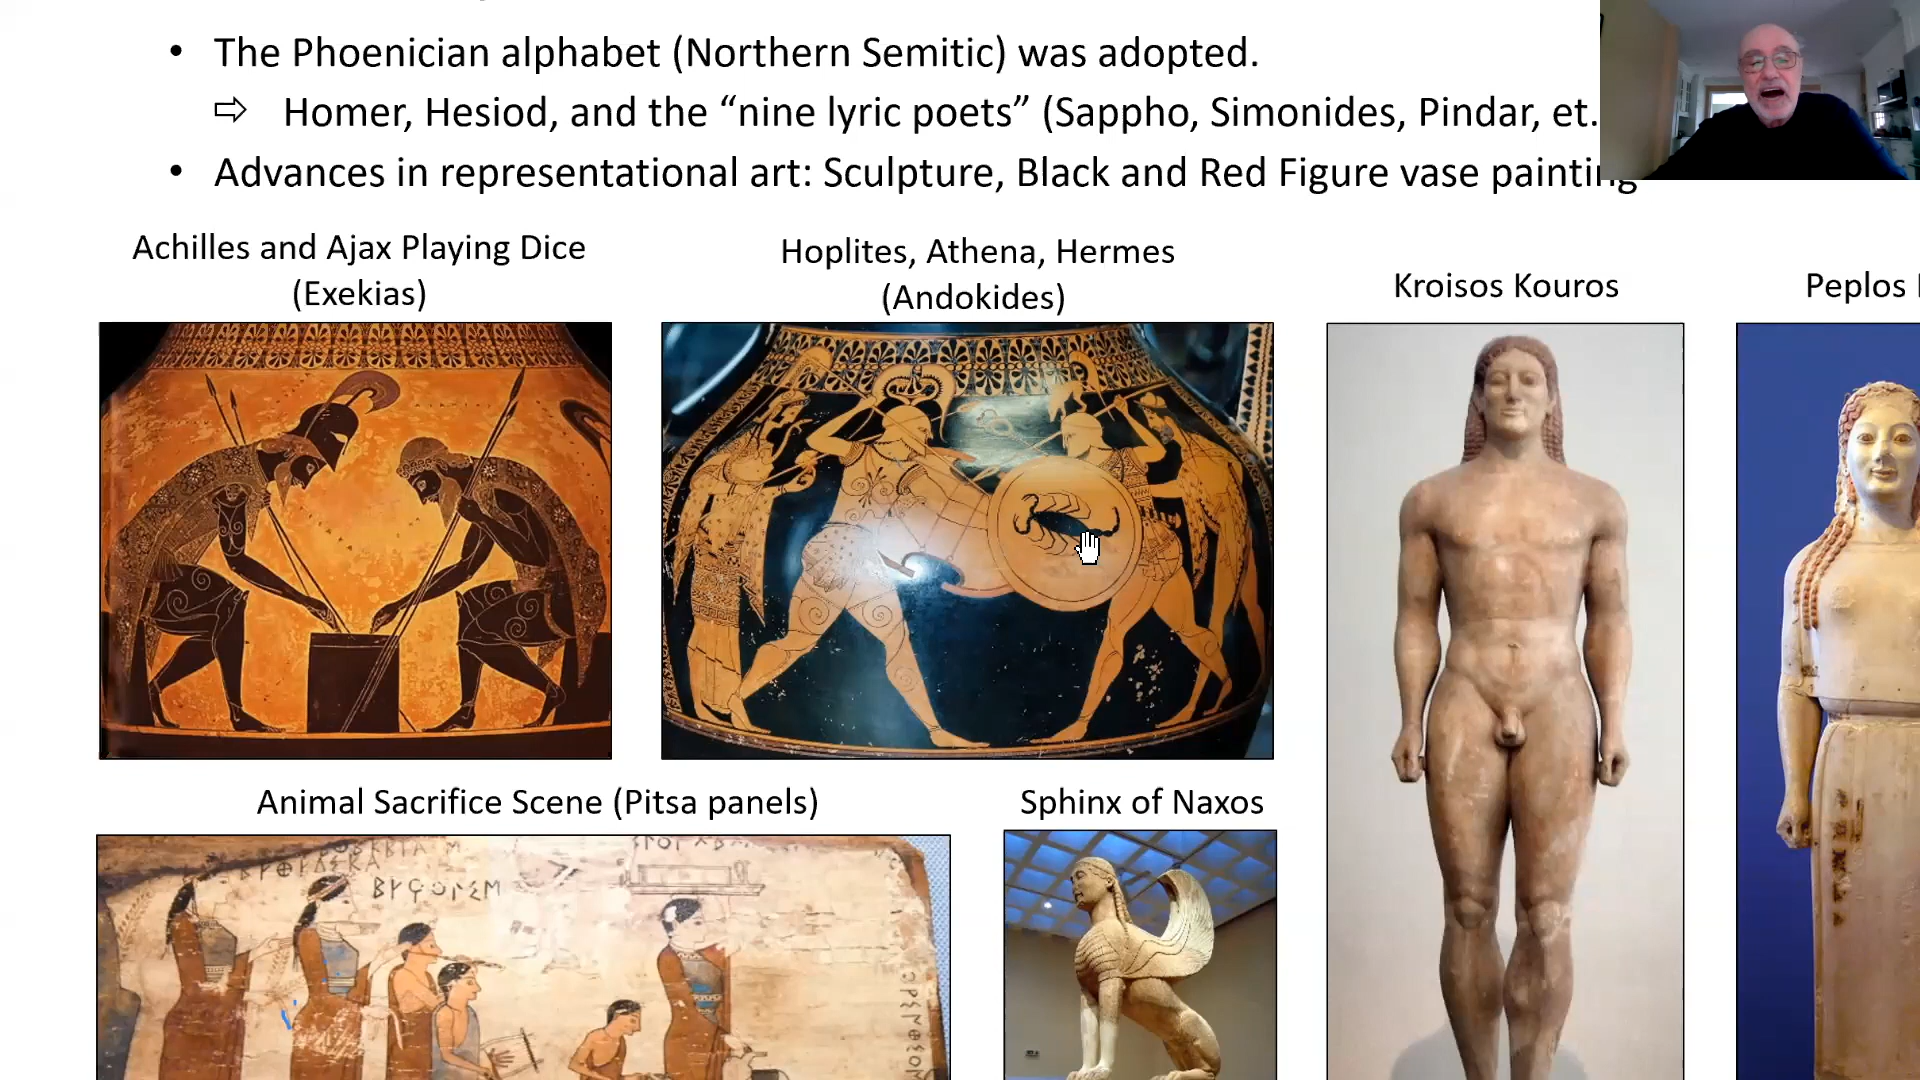 • The Phoenician alphabet (Northern Semitic) was adopted.
⇨ Homer, Hesiod, and the “nine lyric poets” (Sappho, Simonides, Pindar, et.
• Advances in representational art: Sculpture, Black and Red Figure vase painting
Achilles and Ajax Playing Dice
(Exekias)
Hoplites, Athena, Hermes
(Andokides)
Kroisos Kouros
Peplos
Animal Sacrifice Scene (Pitsa panels)
Sphinx of Naxos